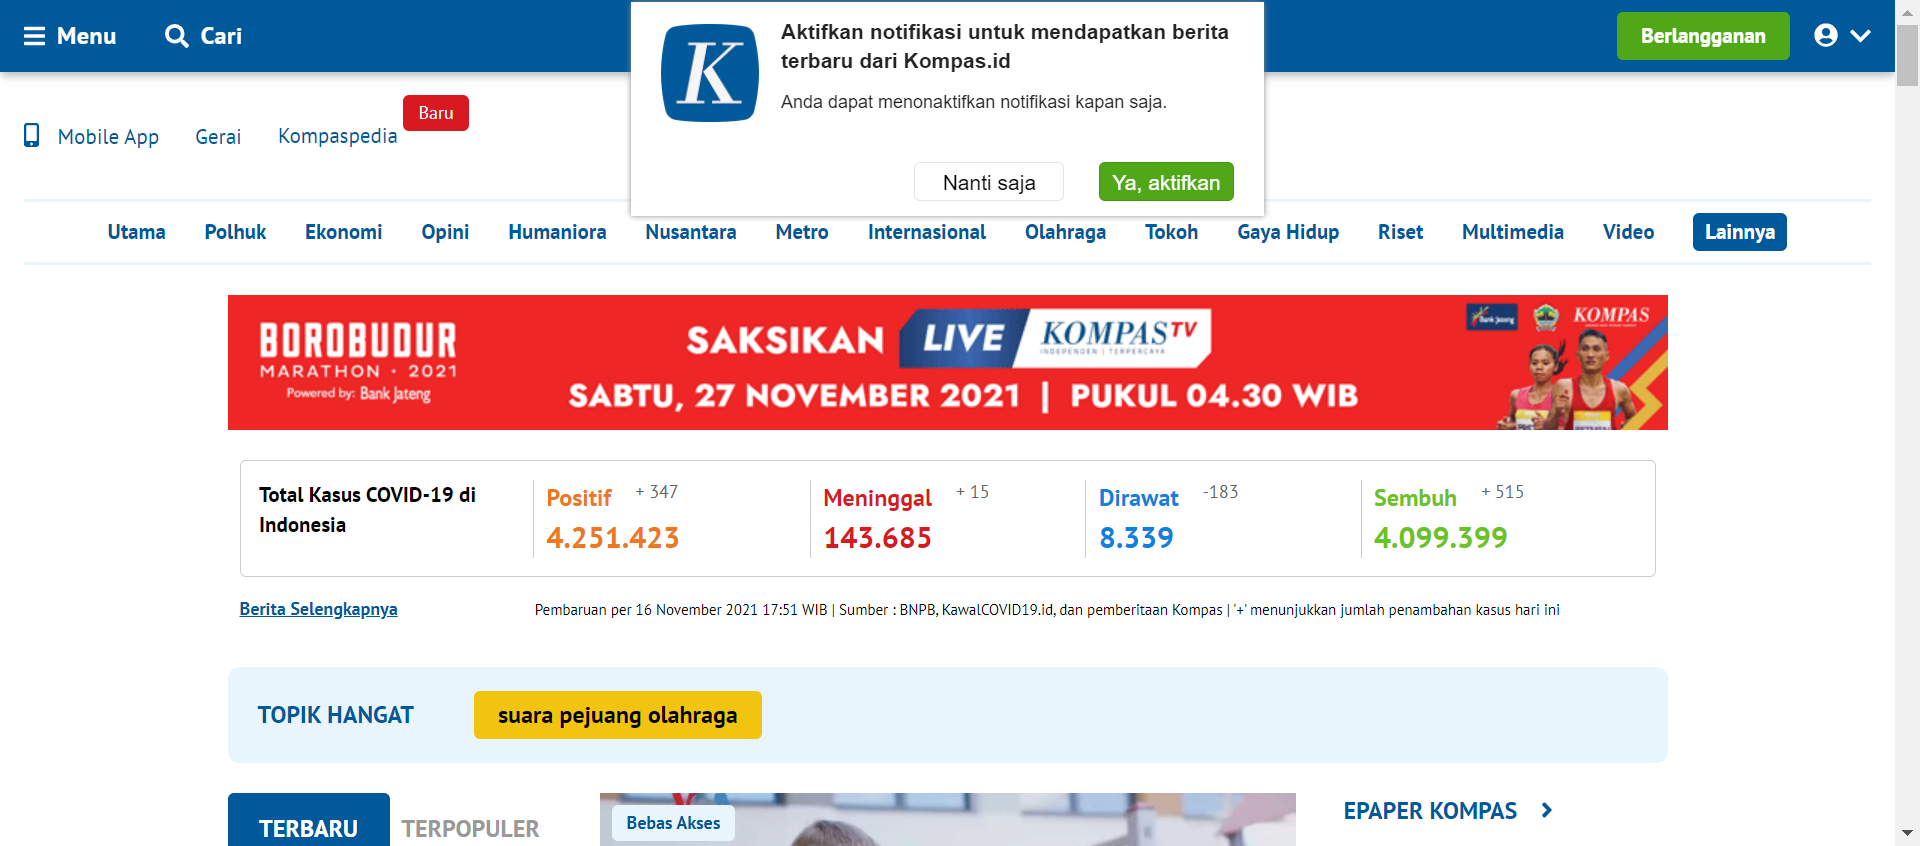 Menu
Cari
K
Aktifkan notifikasi untuk mendapatkan berita
terbaru dari Kompas.id
Anda dapat menonaktifkan notifikasi kapan saja.
Nanti saja
Ya, aktifkan
Berlangganan
Mobile App
Gerai
Kompaspedia
Baru
Utama
Polhuk
Ekonomi
Opini
Humaniora
Nusantara
Metro
Internasional
Olahraga
Tokoh
Gaya Hidup
Riset
Multimedia
Video
Lainnya
BOROBUDUR
MARATHON · 2021
Powered by: Bank Jateng
SAKSIKAN LIVE KOMPAS TV
INDEPENDEN | TERPERCAYA
SABTU, 27 NOVEMBER 2021 | PUKUL 04.30 WIB
Bank Jateng
KOMPAS
Total Kasus COVID-19 di
Indonesia
Positif + 347
4.251.423
Meninggal + 15
143.685
Dirawat -183
8.339
Sembuh + 515
4.099.399
Berita Selengkapnya
Pembaruan per 16 November 2021 17:51 WIB | Sumber : BNPB, KawalCOVID19.id, dan pemberitaan Kompas | '+' menunjukkan jumlah penambahan kasus hari ini
TOPIK HANGAT
suara pejuang olahraga
TERBARU
TERPOPULER
Bebas Akses
EPAPER KOMPAS